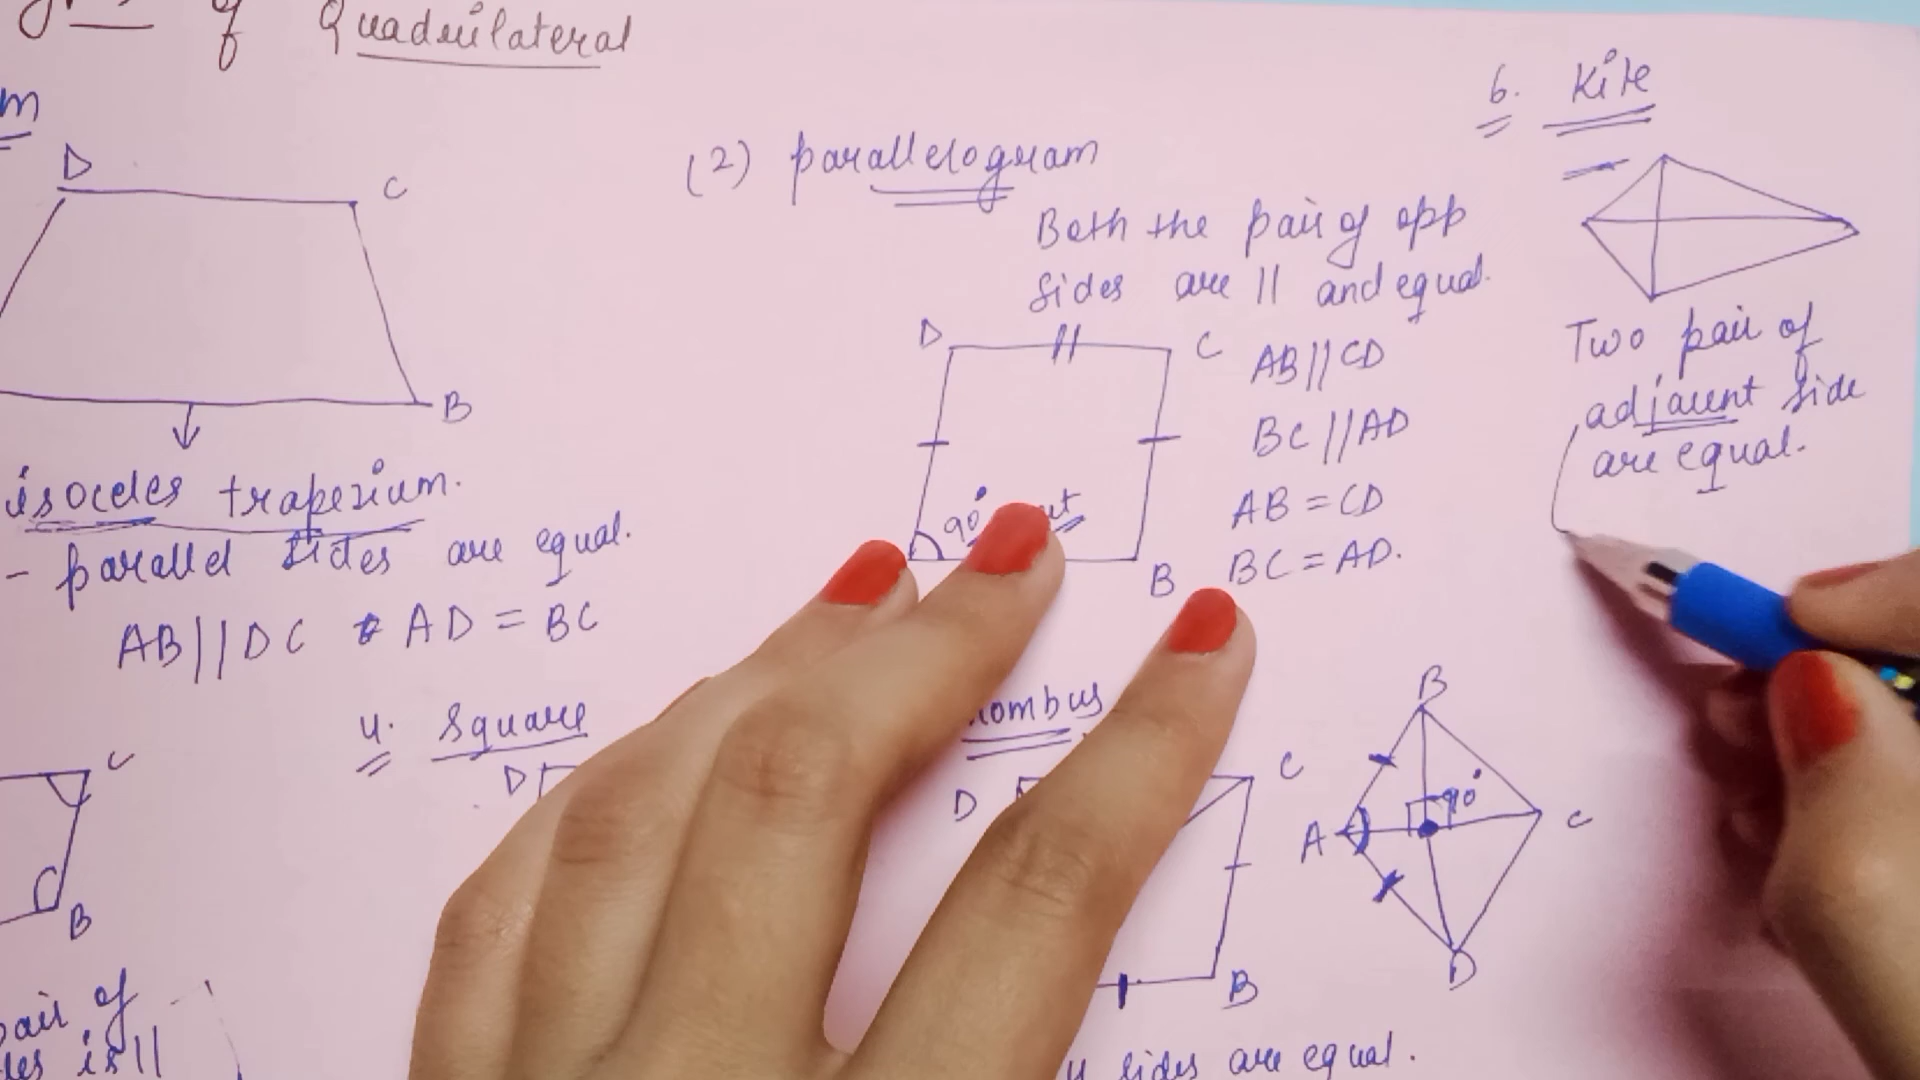 of Quadrilateral
m
D
C
B
isoceles trapezium.
- parallel sides are equal.
AB||DC & AD = BC
(2) parallelogram
Both the pair of opp
sides are || and equal.
D
C
AB||CD
BC||AD
AB = CD
BC = AD.
90°
B
6. Kite
Two pair of
adjacent side
are equal.
C
B
4. Square
D
ombus
D
C
B
B
A
90°
C
D
pair of
is ||
sides are equal.